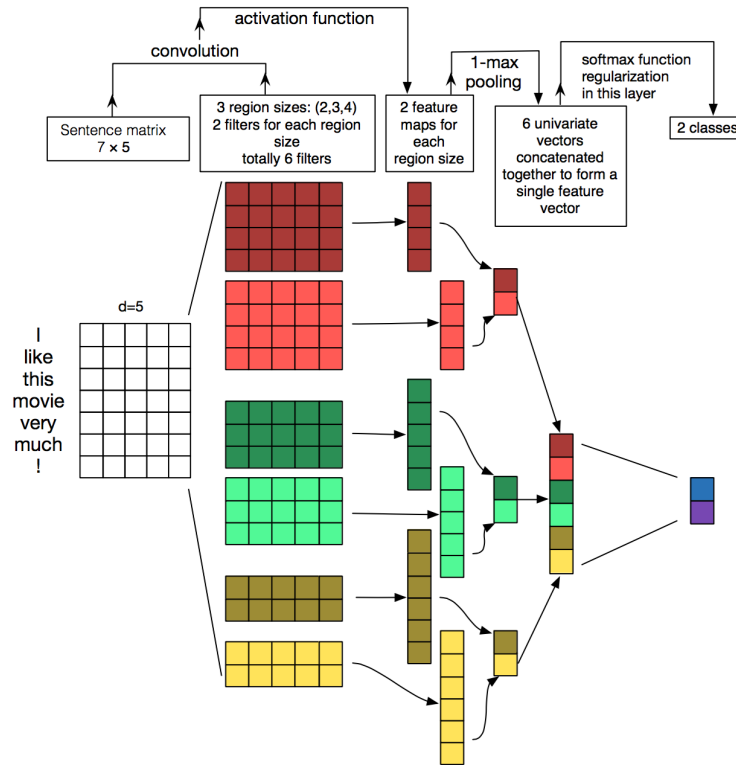 activation function
convolution
1-max
pooling
softmax function
regularization
in this layer
Sentence matrix
7 × 5
3 region sizes: (2,3,4)
2 filters for each region
size
totally 6 filters
2 feature
maps for
each
region size
6 univariate
vectors
concatenated
together to form a
single feature
vector
2 classes
d=5
I
like
this
movie
very
much
!